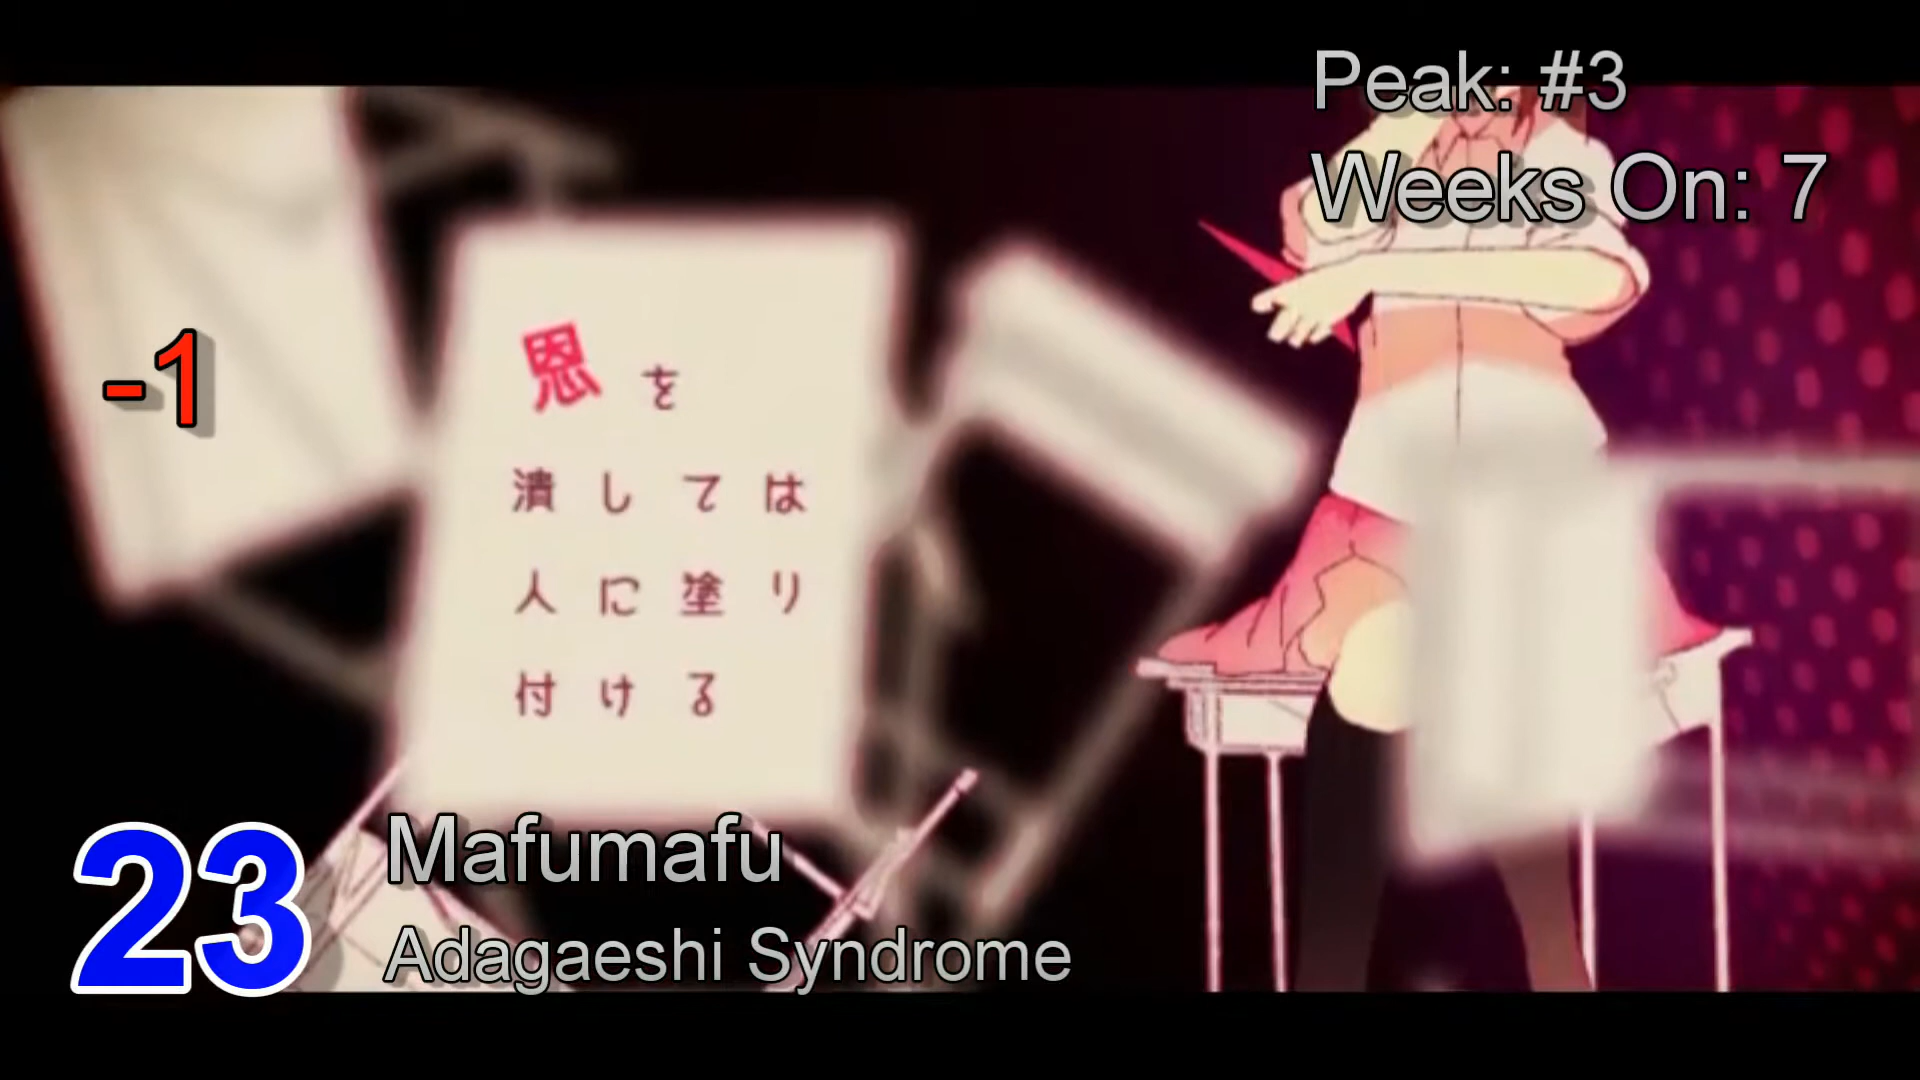 Peak: #3
Weeks On: 7
-1
恩を
潰しては
人に塗り
付ける
23
Mafumafu
Adagaeshi Syndrome